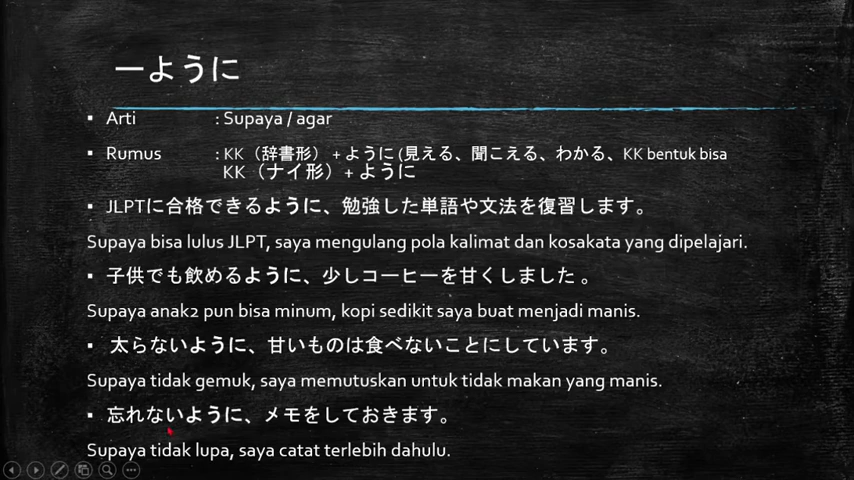 ーように
▪ Arti : Supaya / agar
▪ Rumus : KK（辞書形）+ ように (見える、聞こえる、わかる、KK bentuk bisa
KK（ナイ形）+ ように
▪ JLPTに合格できるように、勉強した単語や文法を復習します。
Supaya bisa lulus JLPT, saya mengulang pola kalimat dan kosakata yang dipelajari.
▪ 子供でも飲めるように、少しコーヒーを甘くしました 。
Supaya anak2 pun bisa minum, kopi sedikit saya buat menjadi manis.
▪ 太らないように、甘いものは食べないことにしています。
Supaya tidak gemuk, saya memutuskan untuk tidak makan yang manis.
▪ 忘れないように、メモをしておきます。
Supaya tidak lupa, saya catat terlebih dahulu.